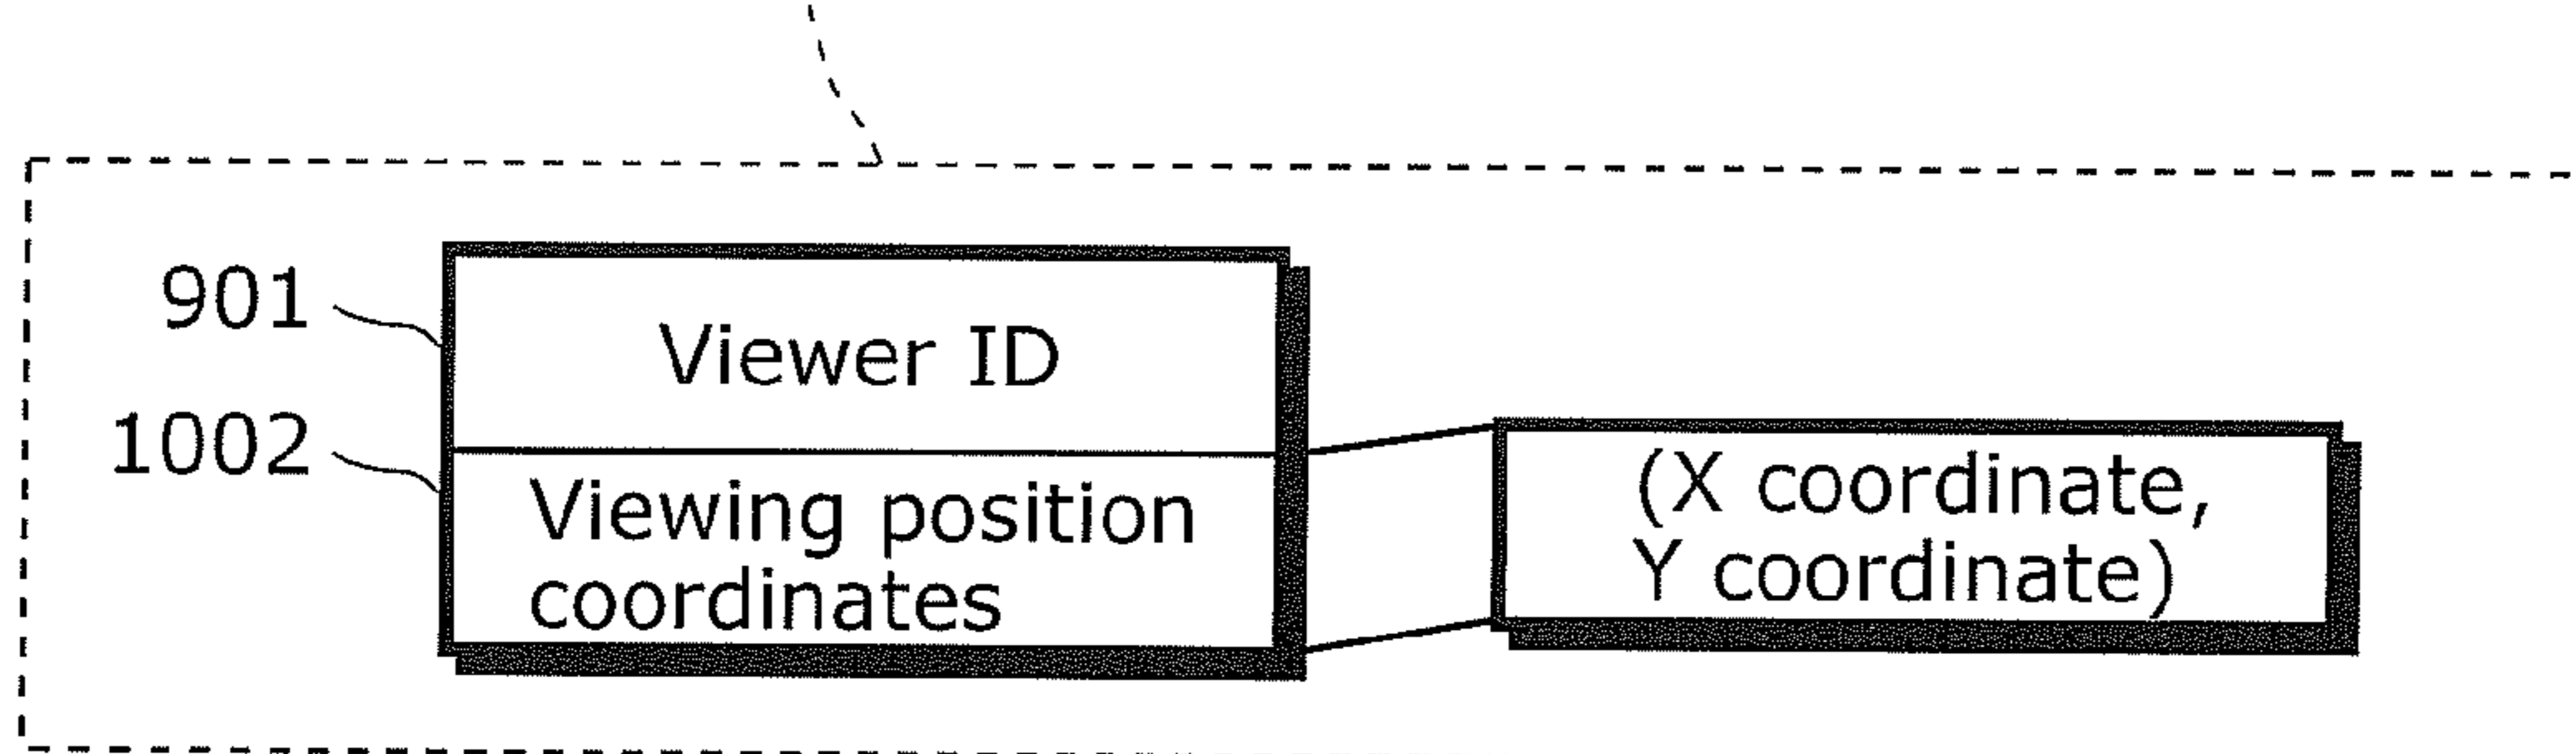 901
Viewer ID
1002
Viewing position
coordinates
(X coordinate,
Y coordinate)